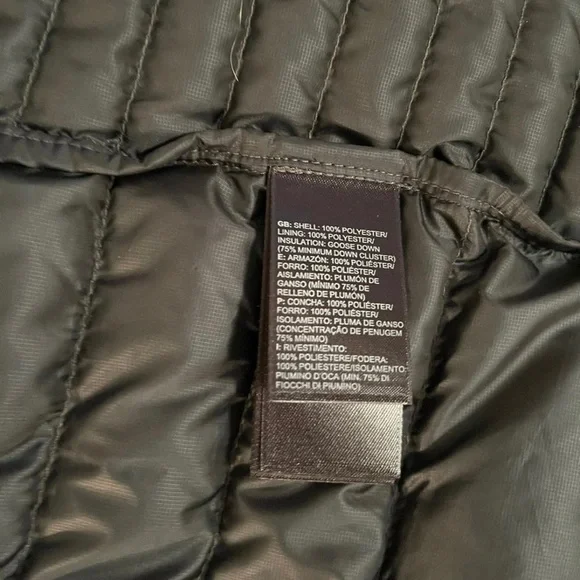 GB: SHELL: 100% POLYESTER/
LINING: 100% POLYESTER/
INSULATION: GOOSE DOWN
(75% MINIMUM DOWN CLUSTER)
E: ARMAZÓN: 100% POLIÉSTER/
FORRO: 100% POLIÉSTER/
AISLAMIENTO: PLUMÓN DE
GANSO (MÍNIMO 75% DE
RELLENO DE PLUMÓN)
P: CONCHA: 100% POLIÉSTER/
FORRO: 100% POLIÉSTER/
ISOLAMENTO: PLUMA DE GANSO
(CONCENTRAÇÃO DE PENUGEM
75% MÍNIMO)
I: RIVESTIMENTO:
100% POLIESTERE/FODERA:
100% POLIESTERE/ISOLAMENTO:
PIUMINO D'OCA (MIN. 75% DI
FIOCCHI DI PIUMINO)